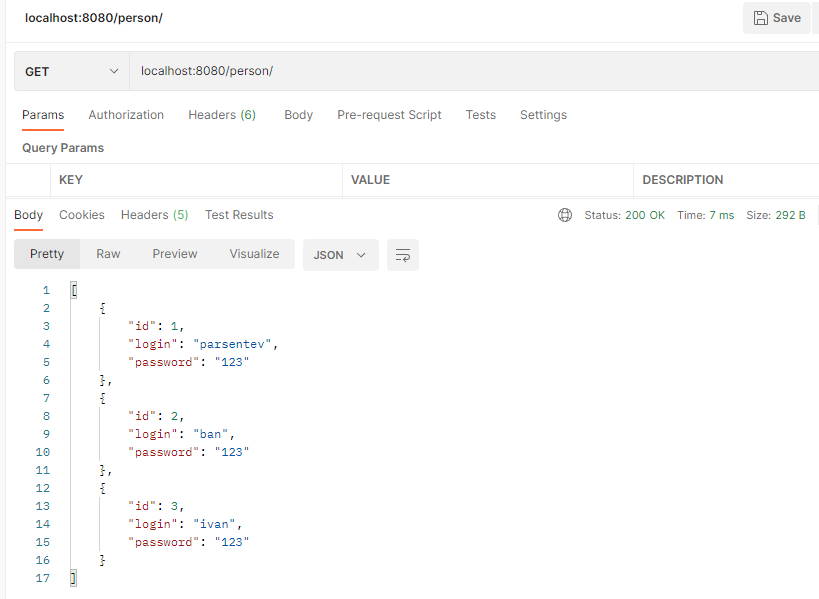 localhost:8080/person/
Save
GET localhost:8080/person/
Params Authorization Headers (6) Body Pre-request Script Tests Settings
Query Params
KEY VALUE DESCRIPTION
Body Cookies Headers (5) Test Results Status: 200 OK Time: 7 ms Size: 292 B
Pretty Raw Preview Visualize JSON
1 [
2 {
3 "id": 1,
4 "login": "parsentev",
5 "password": "123"
6 },
7 {
8 "id": 2,
9 "login": "ban",
10 "password": "123"
11 },
12 {
13 "id": 3,
14 "login": "ivan",
15 "password": "123"
16 }
17 ]